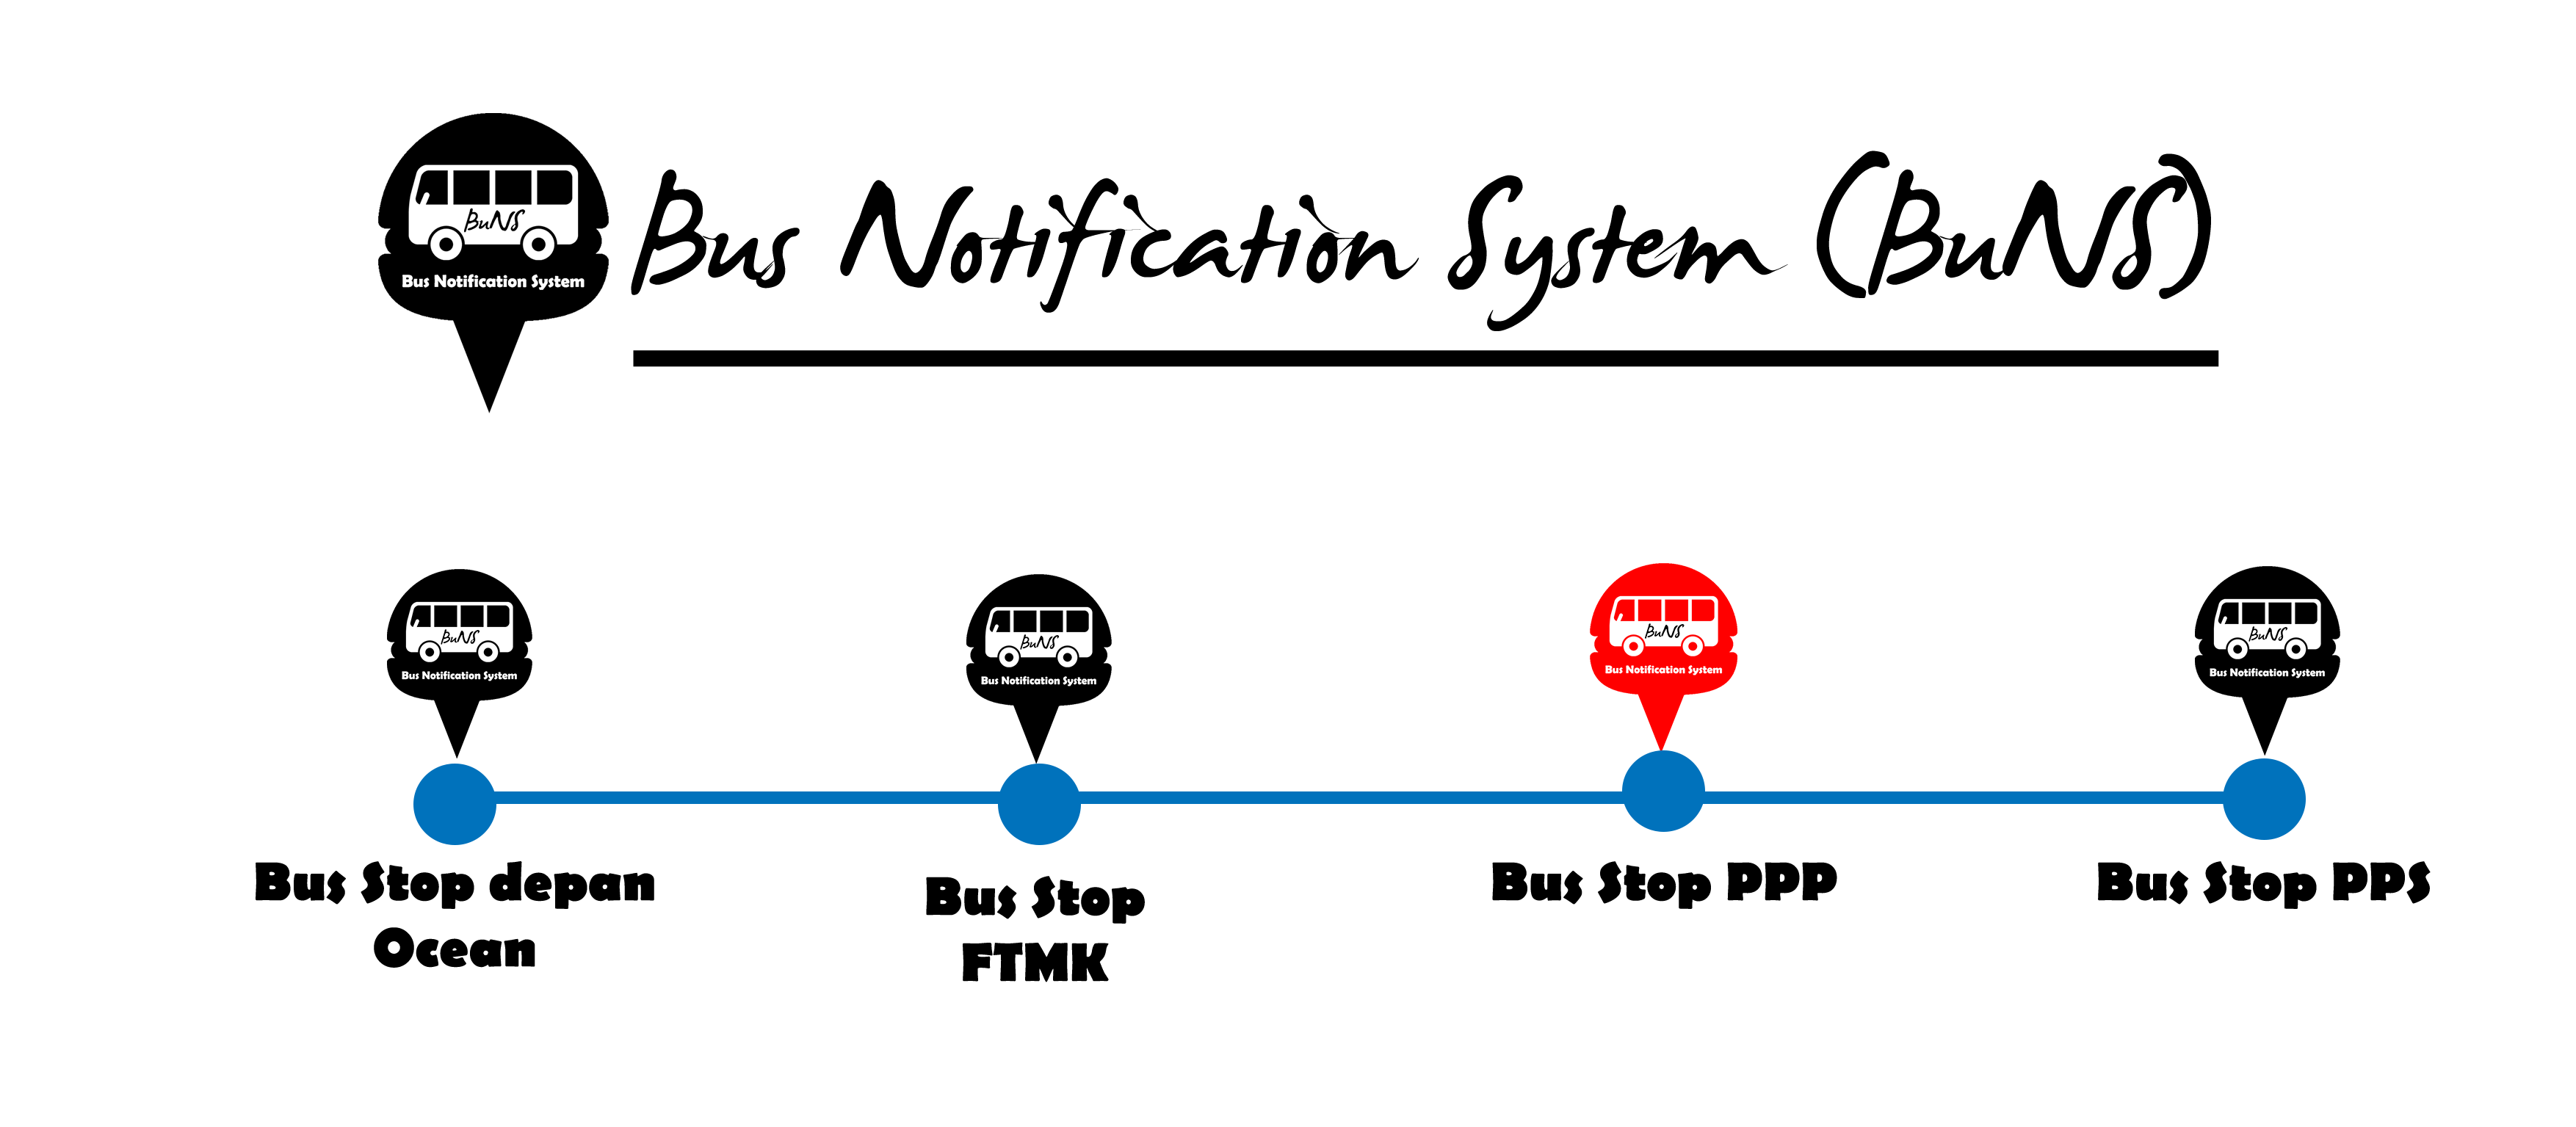 BuNS
Bus Notification System
Bus Notification System (BuNS)
BuNS
Bus Notification System
BuNS
Bus Notification System
BuNS
Bus Notification System
BuNS
Bus Notification System
Bus Stop depan
Ocean
Bus Stop
FTMK
Bus Stop PPP
Bus Stop PPS